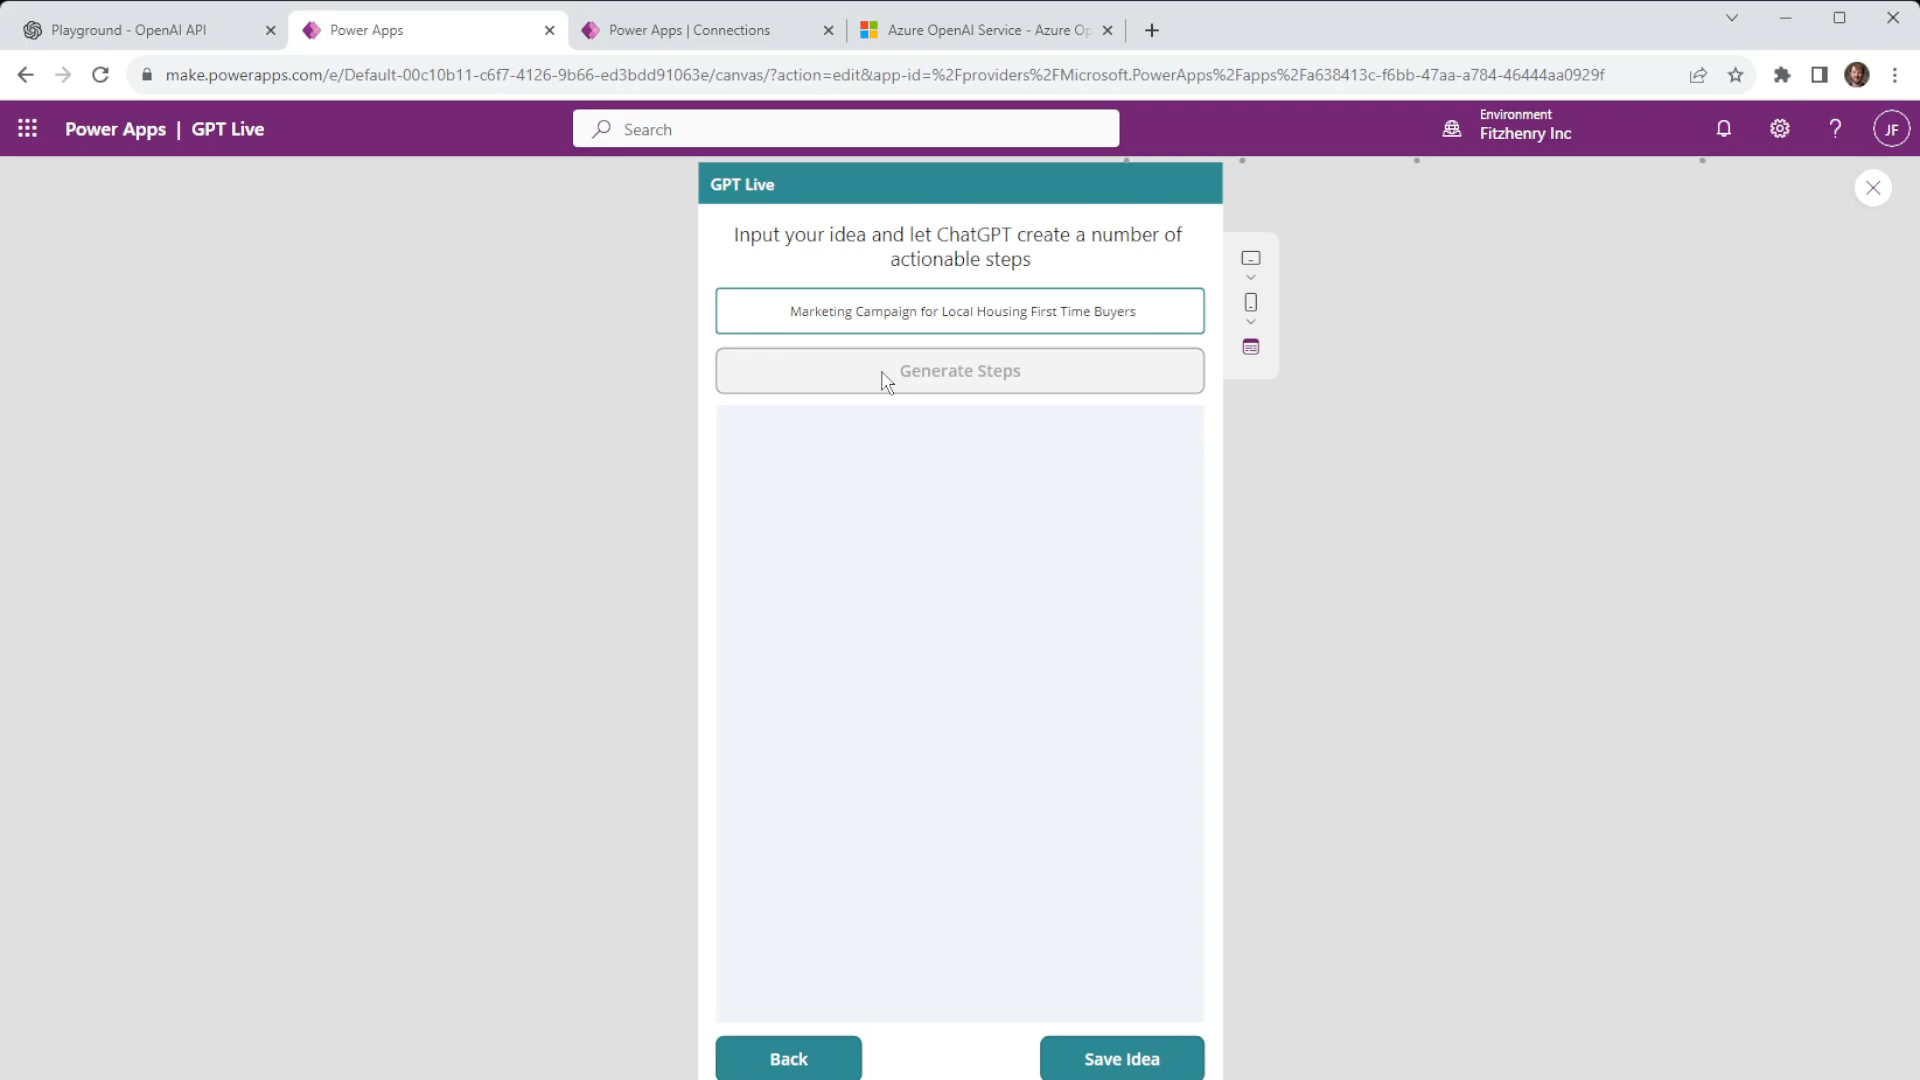 Playground - OpenAI API
Power Apps
Power Apps | Connections
Azure OpenAI Service - Azure Op
make.powerapps.com/e/Default-00c10b11-c6f7-4126-9b66-ed3bdd91063e/canvas/?action=edit&app-id=%2Fproviders%2FMicrosoft.PowerApps%2Fapps%2Fa638413c-f6bb-47aa-a784-46444aa0929f
Power Apps | GPT Live
Search
Environment
Fitzhenry Inc
JF
GPT Live
Input your idea and let ChatGPT create a number of
actionable steps
Marketing Campaign for Local Housing First Time Buyers
Generate Steps
Back
Save Idea